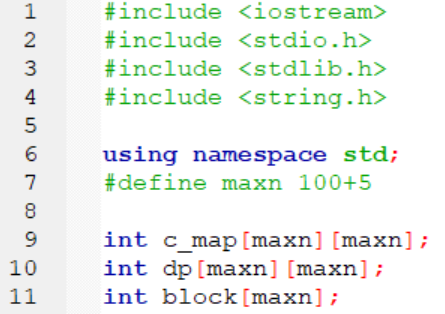 1 #include <iostream>
2 #include <stdio.h>
3 #include <stdlib.h>
4 #include <string.h>
5
6 using namespace std;
7 #define maxn 100+5
8
9 int c_map[maxn][maxn];
10 int dp[maxn][maxn];
11 int block[maxn];